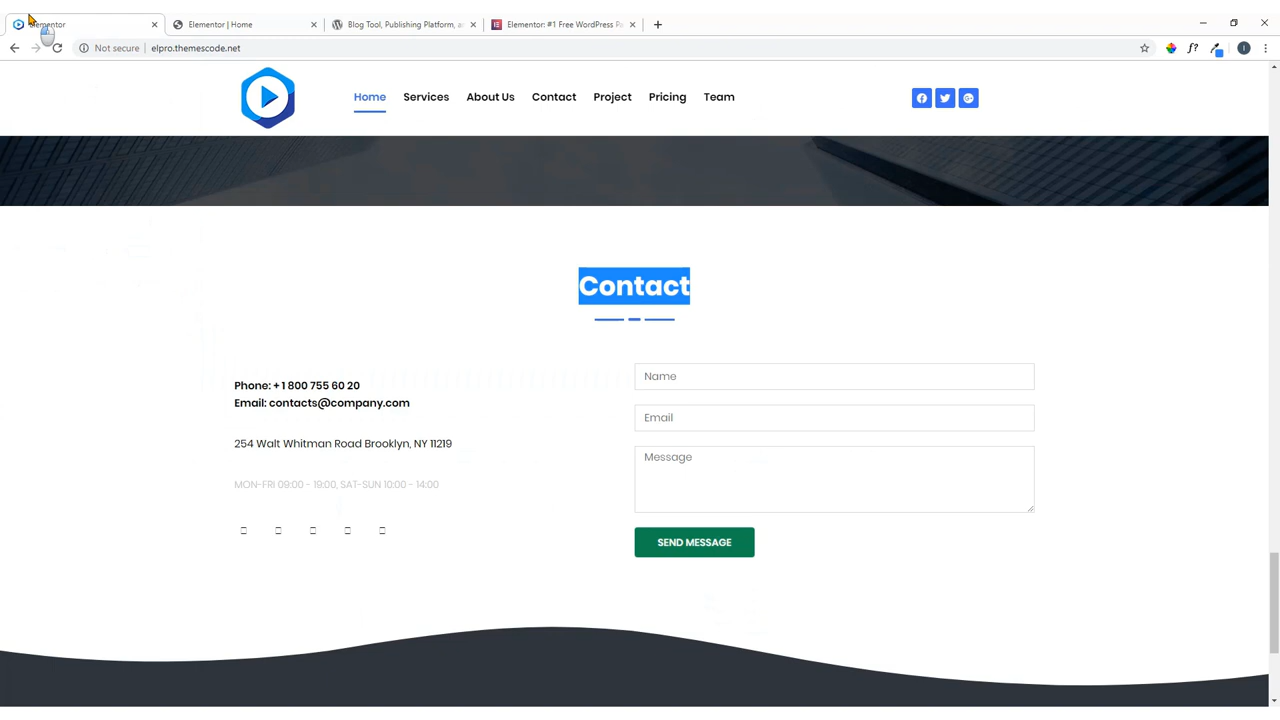 Elementor
Elementor | Home
Blog Tool, Publishing Platform, a
Elementor: #1 Free WordPress Pa
Not secure
elpro.themescode.net
f?
I
Home
Services
About Us
Contact
Project
Pricing
Team
Contact
Phone: + 1 800 755 60 20
Email: contacts@company.com
254 Walt Whitman Road Brooklyn, NY 11219
MON-FRI 09:00 - 19:00, SAT-SUN 10:00 - 14:00
Name
Email
Message
SEND MESSAGE